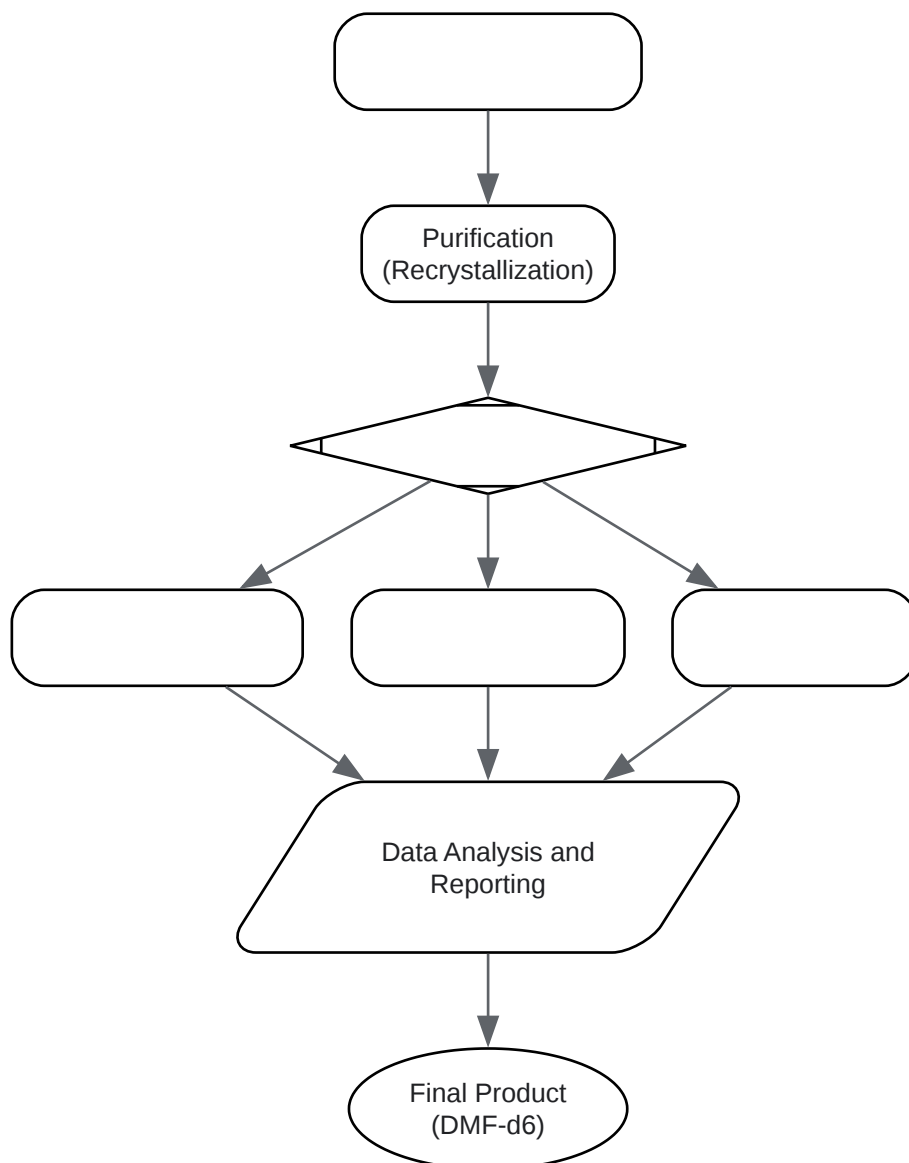 Purification
(Recrystallization)
Data Analysis and
Reporting
Final Product
(DMF-d6)